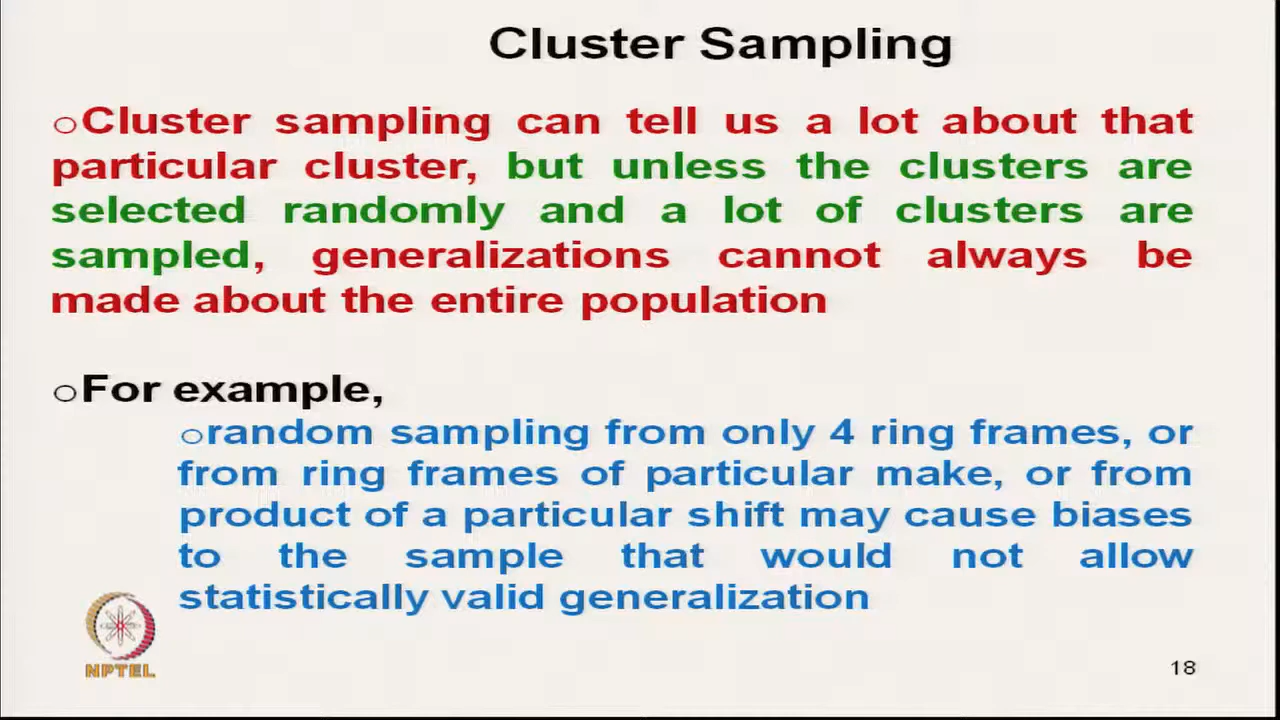 Cluster Sampling
○Cluster sampling can tell us a lot about that
particular cluster, but unless the clusters are
selected randomly and a lot of clusters are
sampled, generalizations cannot always be
made about the entire population
○For example,
○random sampling from only 4 ring frames, or
from ring frames of particular make, or from
product of a particular shift may cause biases
to the sample that would not allow
statistically valid generalization
NPTEL
18